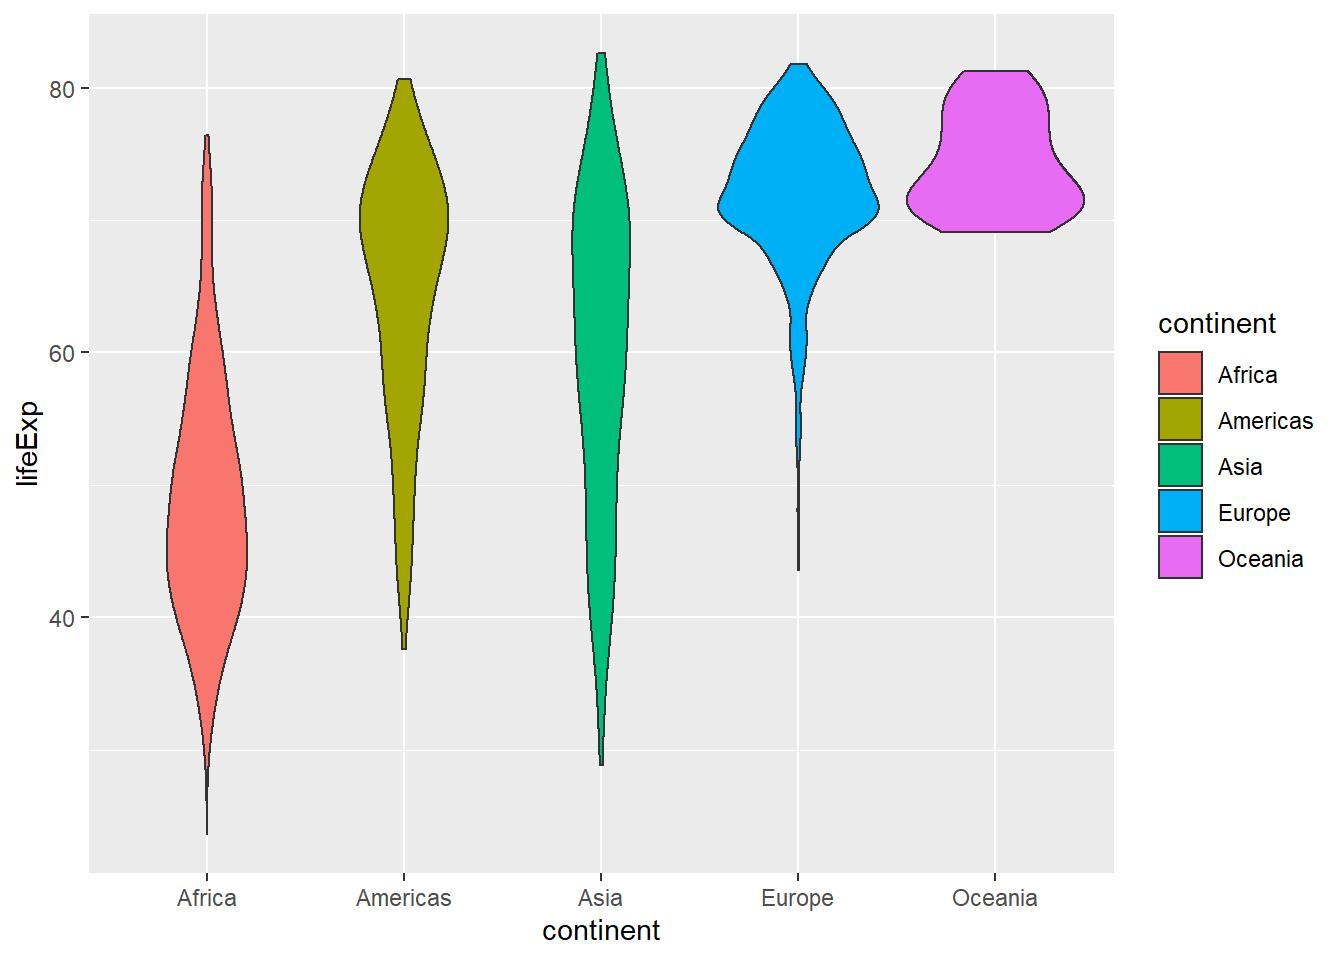 80
60
40
lifeExp
Africa
Americas
Asia
Europe
Oceania
continent
continent
Africa
Americas
Asia
Europe
Oceania